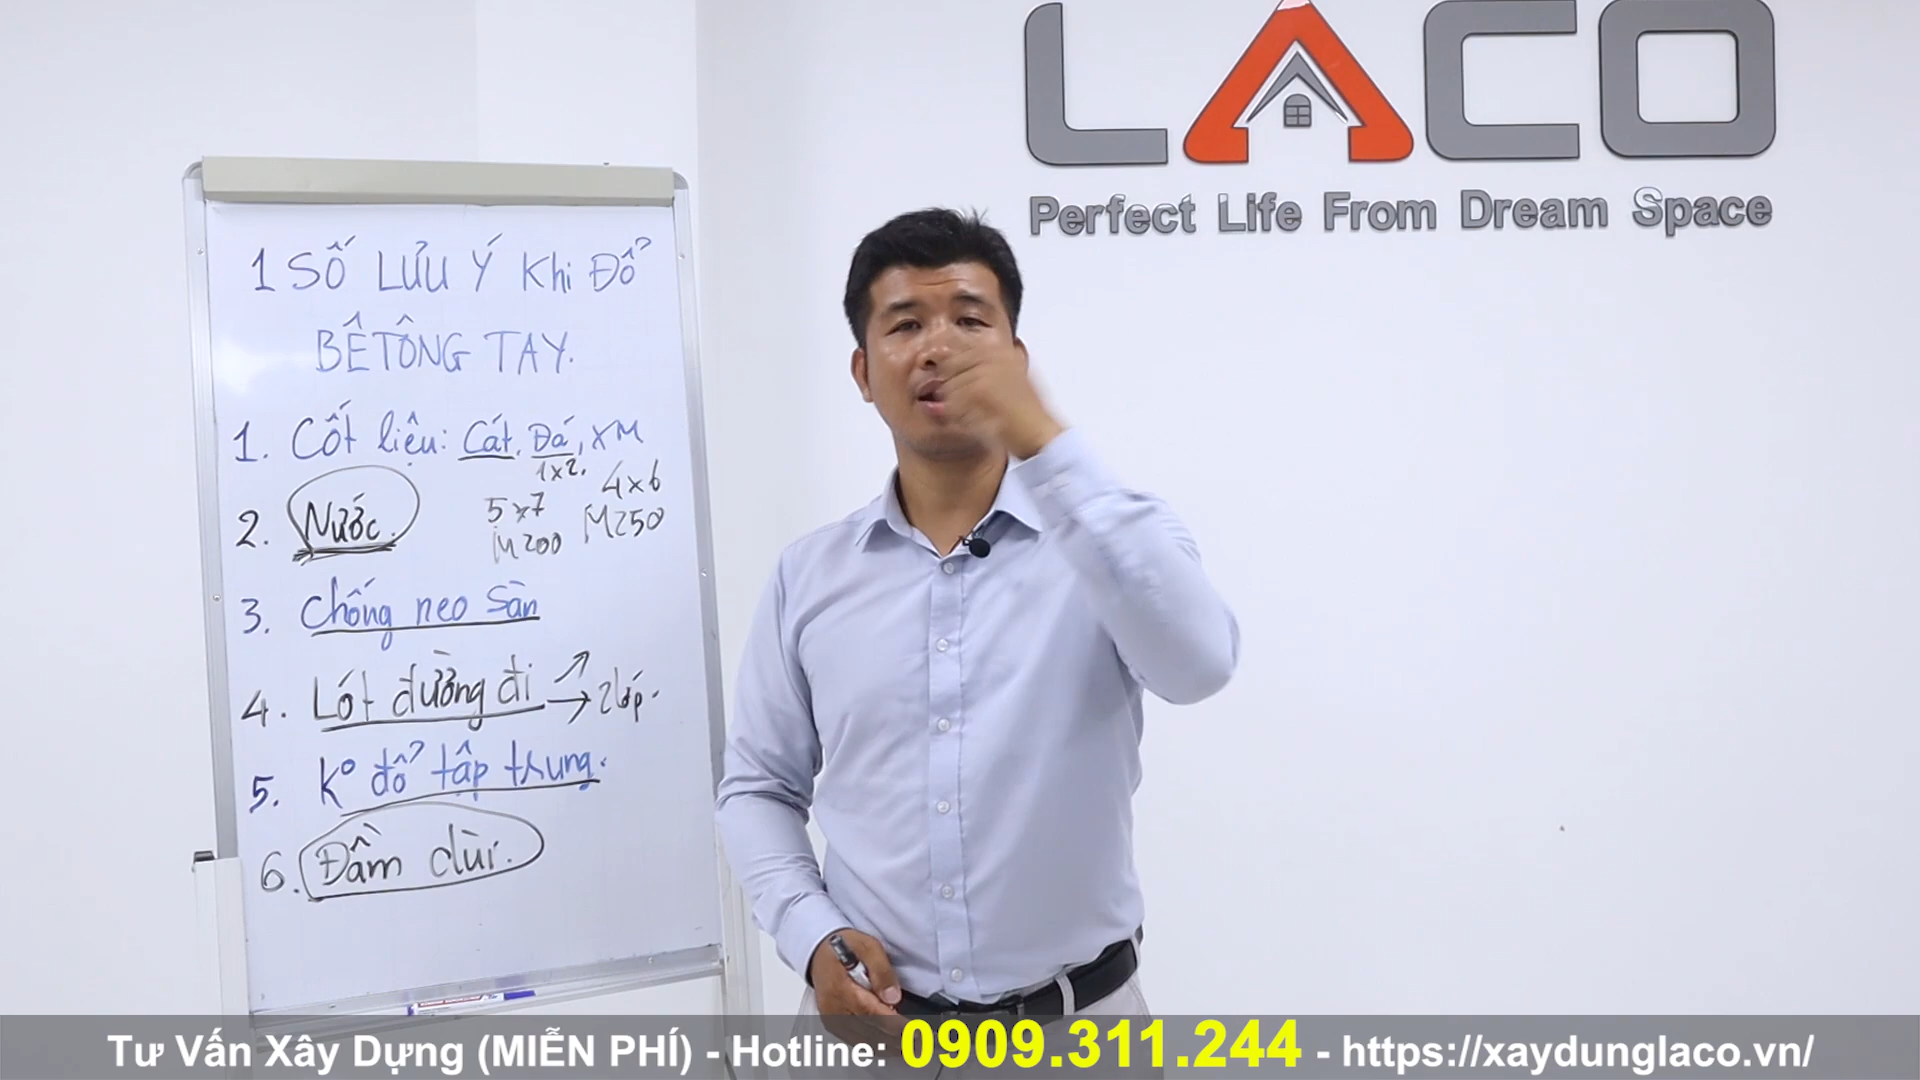 LACO
Perfect Life From Dream Space
1 SỐ LƯU Ý Khi ĐỔ
BÊTÔNG TAY.
1. Cốt liệu: Cát, Đá, XM
1x2.
4x6
2. Nước.
5x7
M200
M250
3. Chống neo sàn
4. Lót đường đi → 2 lớp.
5. Ko đổ tập trung.
6. Đầm dùi.
Tư Vấn Xây Dựng (MIỄN PHÍ) - Hotline: 0909.311.244 - https://xaydunglaco.vn/